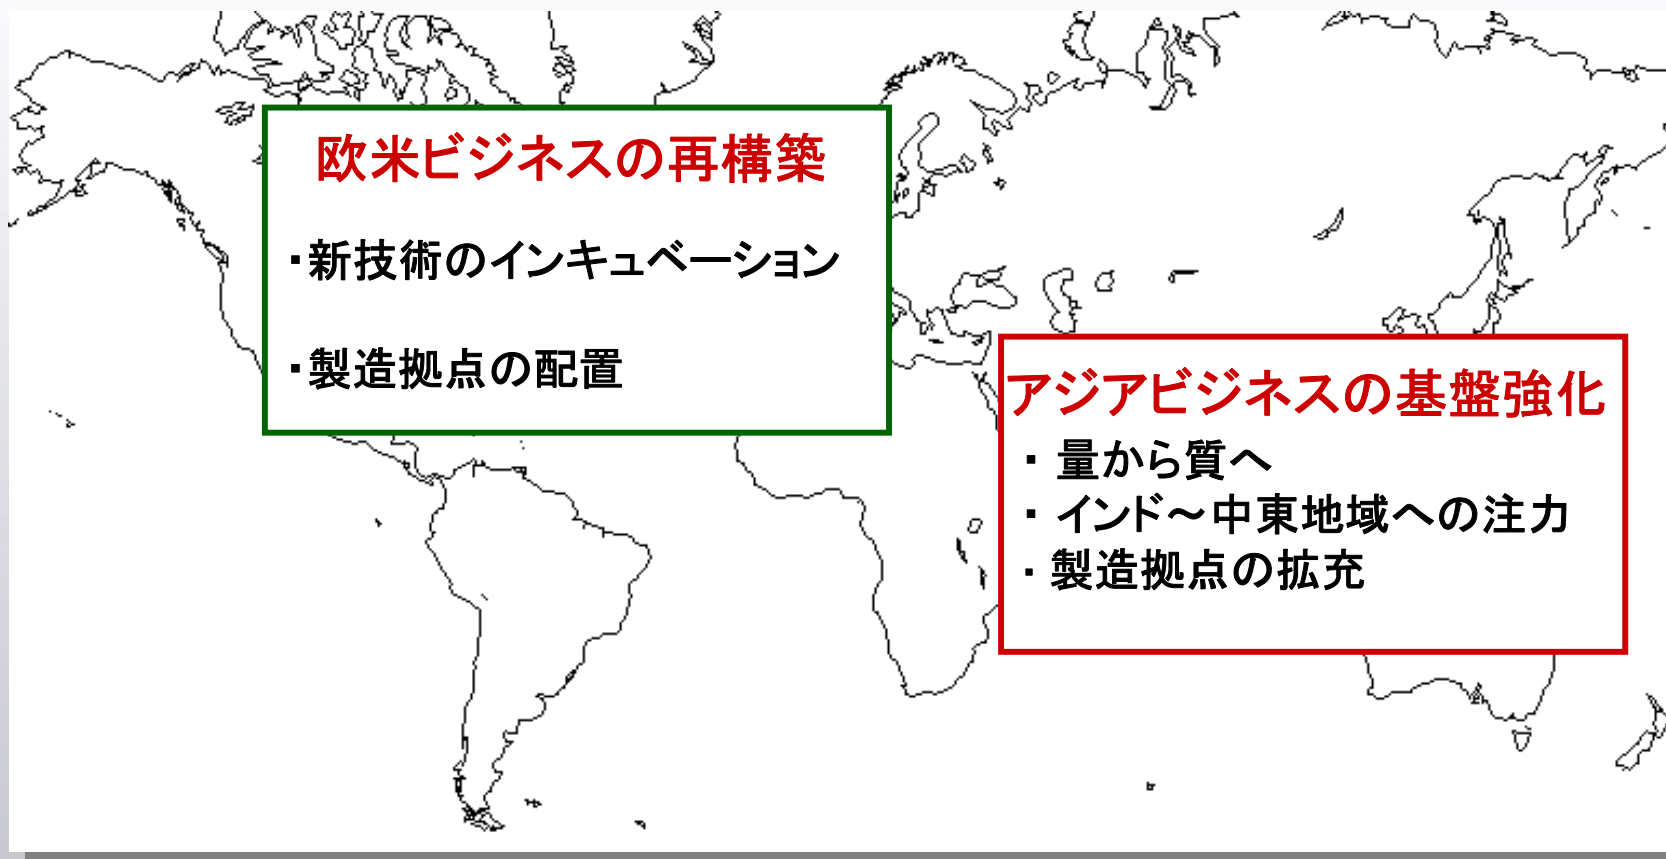 欧米ビジネスの再構築
・新技術のインキュベーション
・製造拠点の配置
アジアビジネスの基盤強化
・ 量から質へ
・ インド～中東地域への注力
・ 製造拠点の拡充